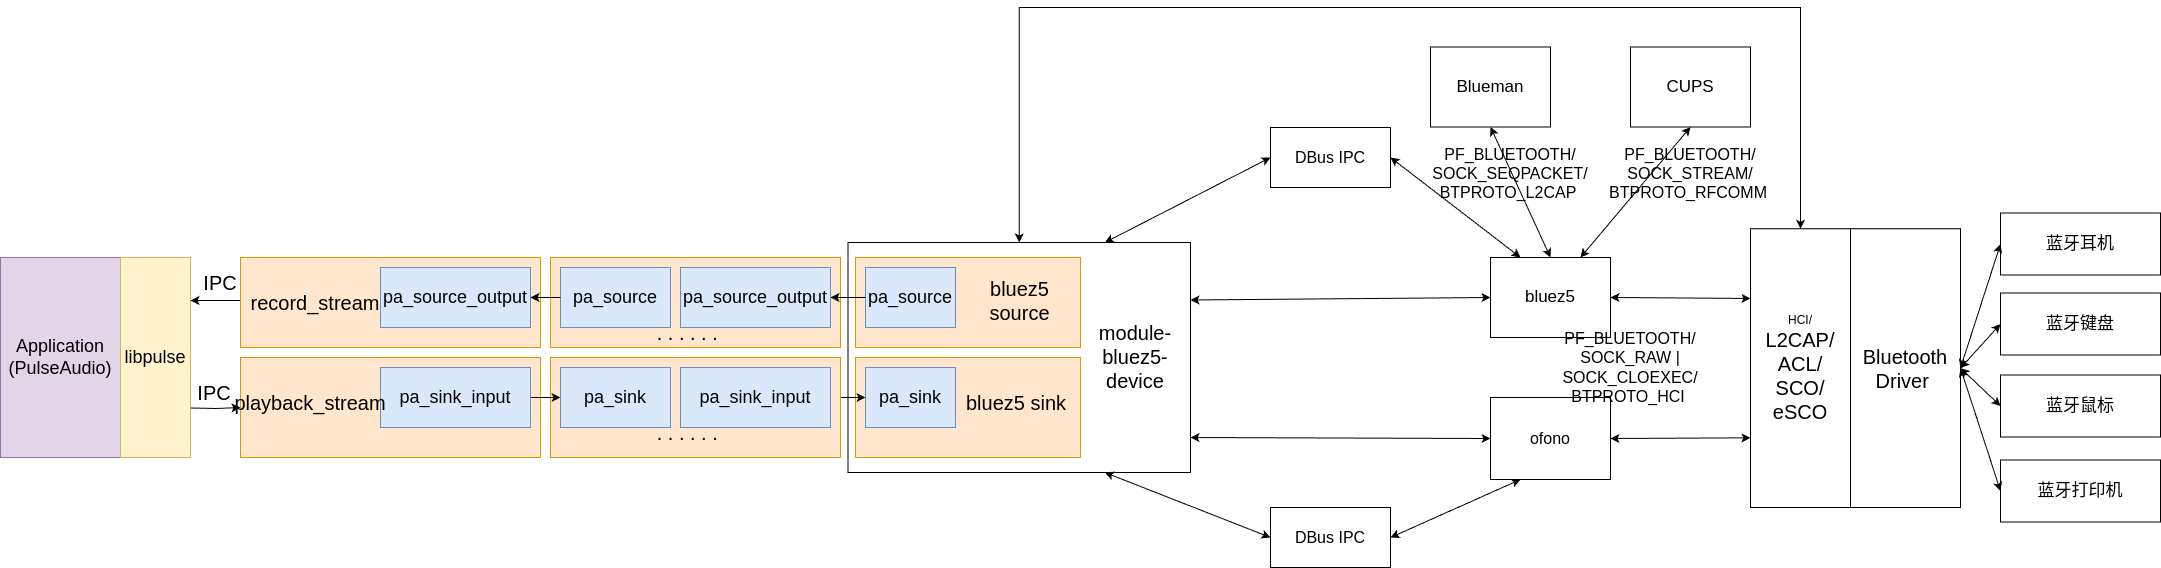 Application
(PulseAudio)
libpulse
IPC
IPC
record_stream
pa_source_output
pa_source
pa_source_output
. . . . . .
pa_source
bluez5
source
playback_stream
pa_sink_input
pa_sink
pa_sink_input
. . . . . .
pa_sink
bluez5 sink
module-
bluez5-
device
DBus IPC
DBus IPC
Blueman
CUPS
PF_BLUETOOTH/
SOCK_SEQPACKET/
BTPROTO_L2CAP
PF_BLUETOOTH/
SOCK_STREAM/
BTPROTO_RFCOMM
bluez5
PF_BLUETOOTH/
SOCK_RAW |
SOCK_CLOEXEC/
BTPROTO_HCI
ofono
HCI/
L2CAP/
ACL/
SCO/
eSCO
Bluetooth
Driver
蓝牙耳机
蓝牙键盘
蓝牙鼠标
蓝牙打印机